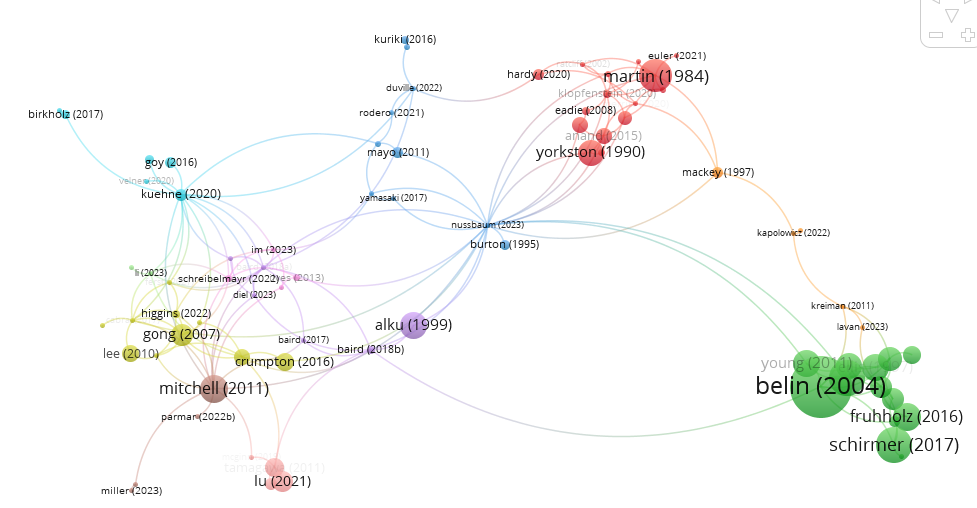 kuriki (2016)
euler (2021)
hardy (2020)
martin (1984)
duville (2022)
klopfenstein (2020)
birkholz (2017)
rodero (2021)
eadie (2008)
anand (2015)
mayo (2011)
yorkston (1990)
goy (2016)
mackey (1997)
velner (2020)
kuehne (2020)
yamasaki (2017)
nussbaum (2023)
kapolowicz (2022)
burton (1995)
im (2023)
li (2023)
schreibelmayr (2022)
(2013)
diel (2023)
kreiman (2011)
higgins (2022)
alku (1999)
lavan (2023)
gong (2007)
baird (2017)
lee (2010)
baird (2018b)
crumpton (2016)
young (2011)
mitchell (2011)
belin (2004)
parmar (2022b)
fruhholz (2016)
schirmer (2017)
tamagawa (2011)
lu (2021)
miller (2023)